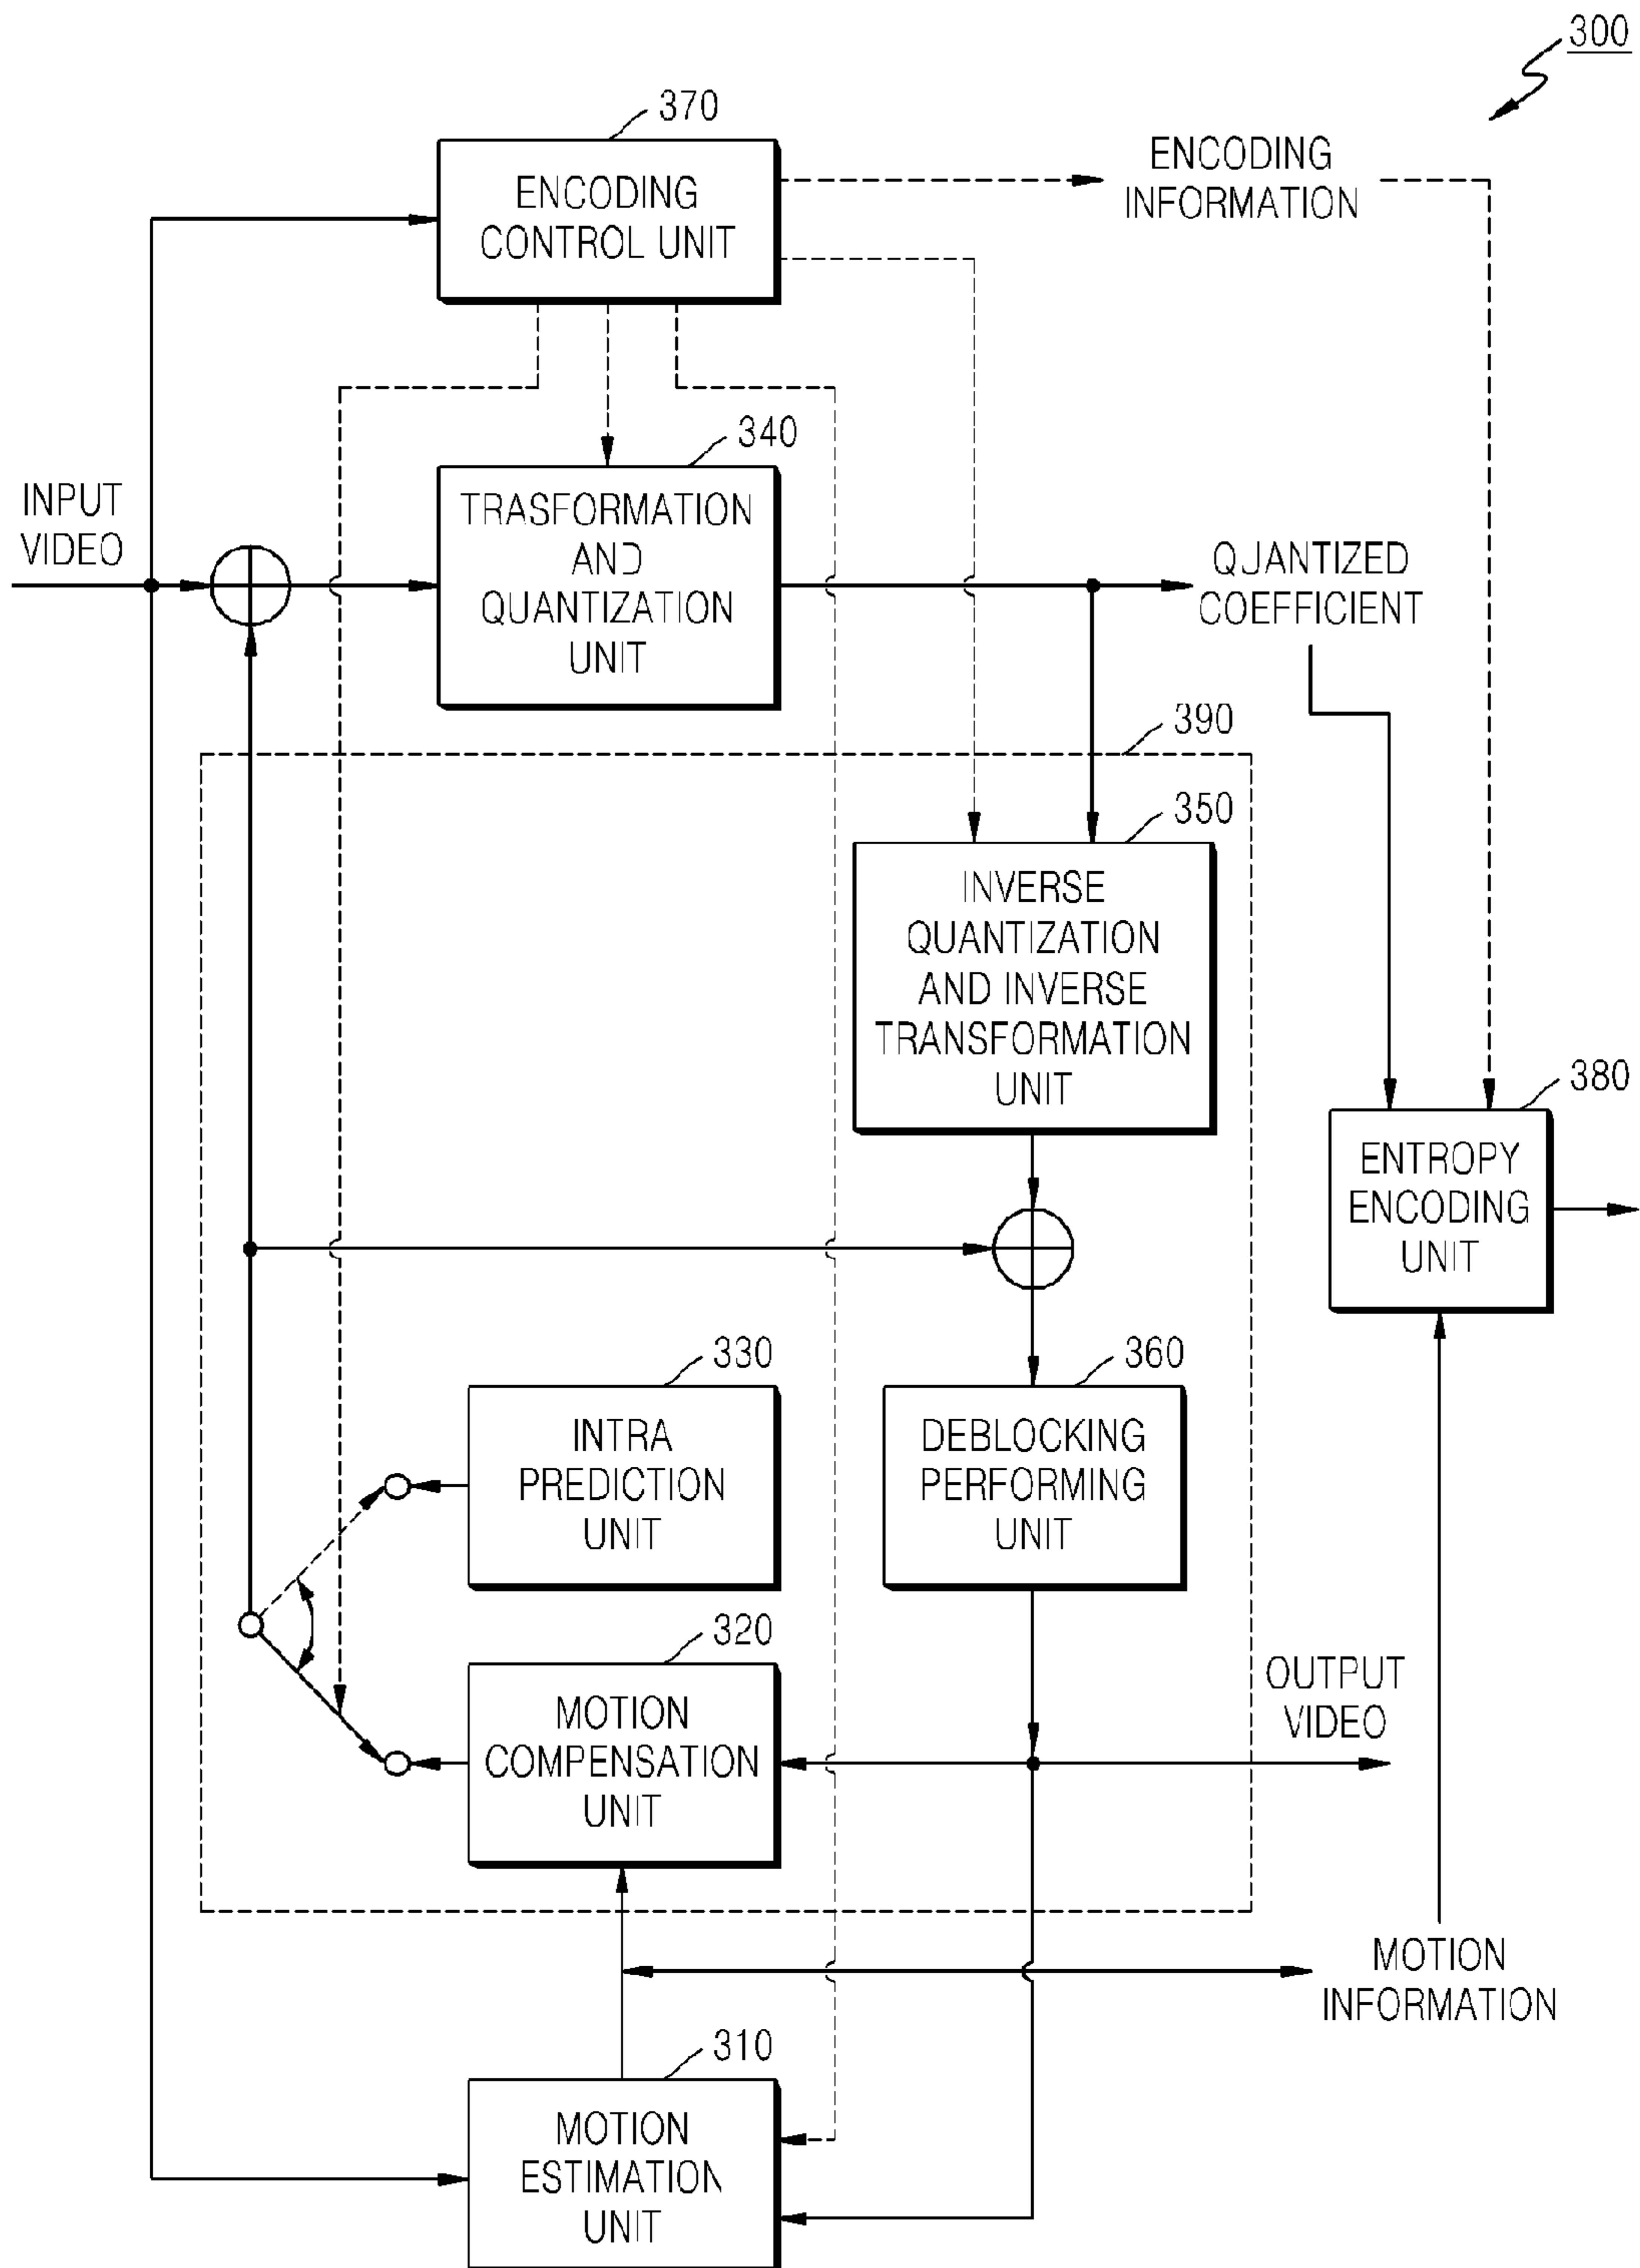 300
370
ENCODING
CONTROL UNIT
ENCODING
INFORMATION
340
TRASFORMATION
AND
QUANTIZATION
UNIT
INPUT
VIDEO
QUANTIZED
COEFFICIENT
390
350
INVERSE
QUANTIZATION
AND INVERSE
TRANSFORMATION
UNIT
380
ENTROPY
ENCODING
UNIT
330
INTRA
PREDICTION
UNIT
360
DEBLOCKING
PERFORMING
UNIT
320
MOTION
COMPENSATION
UNIT
OUTPUT
VIDEO
MOTION
INFORMATION
310
MOTION
ESTIMATION
UNIT